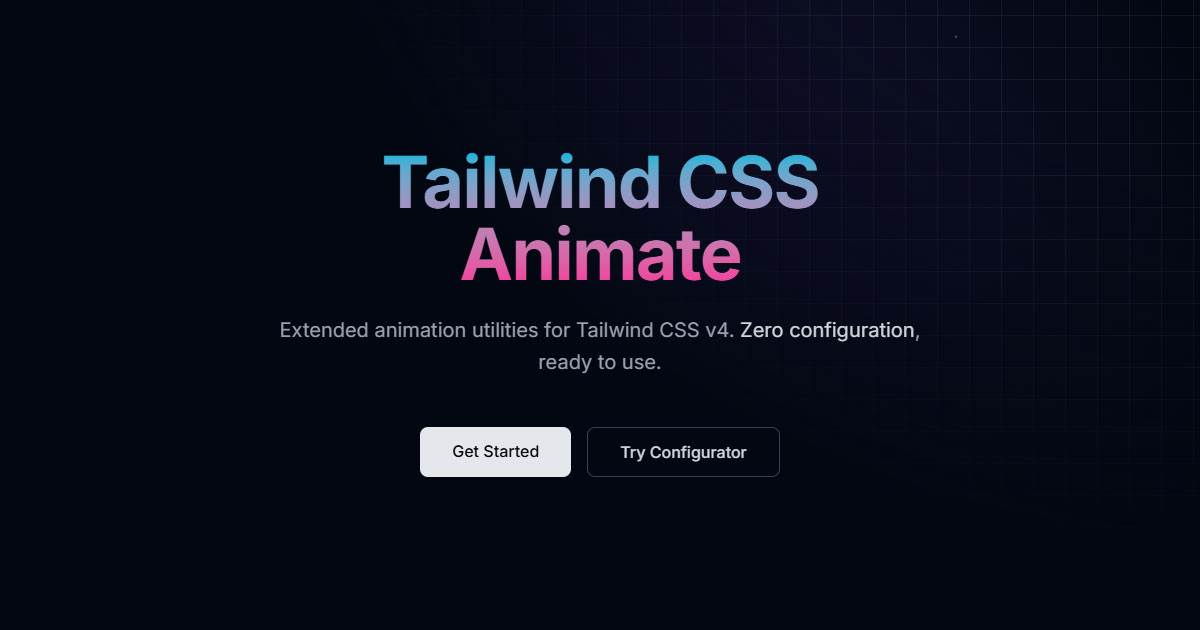 Tailwind CSS
Animate
Extended animation utilities for Tailwind CSS v4. Zero configuration,
ready to use.
Get Started
Try Configurator